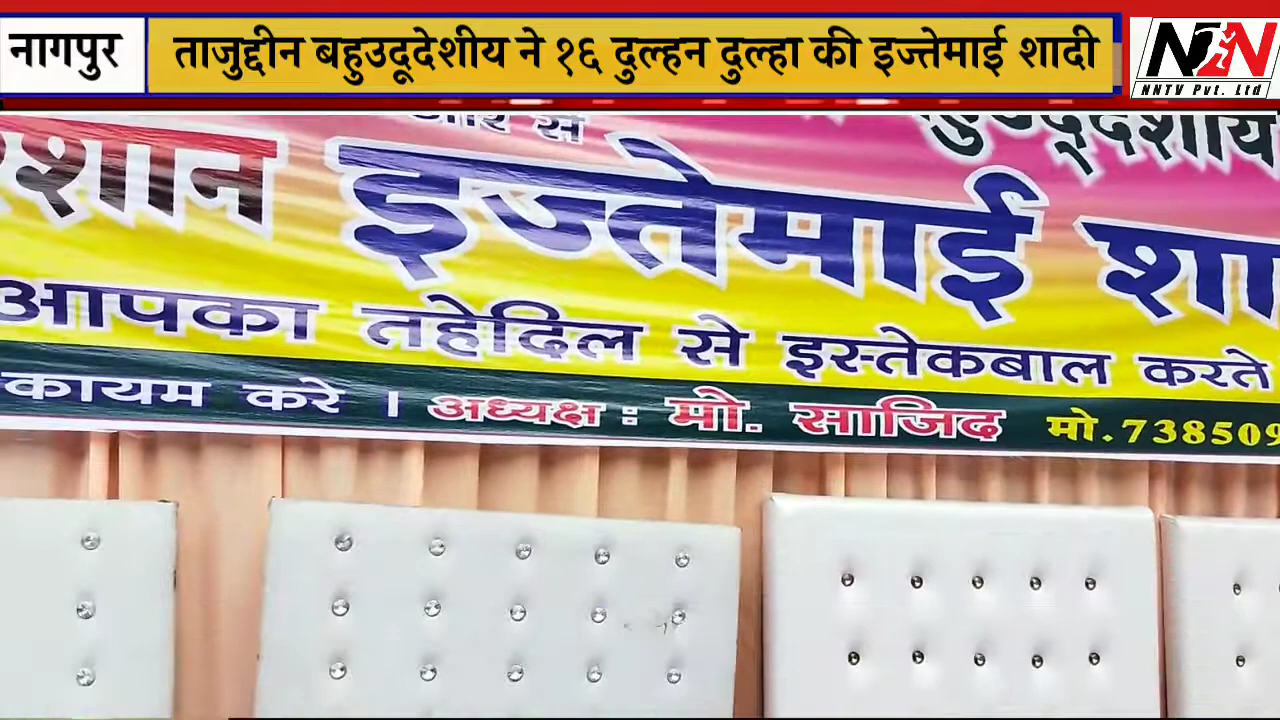 नागपुर
ताजुद्दीन बहुउदूदेशीय ने १६ दुल्हन दुल्हा की इज्तेमाई शादी
NNTV Pvt. Ltd
इज्तेमाई
आपका तहेदिल से इस्तेकबाल करते
कायम करे । अध्यक्ष : मो. साजिद मो.738509